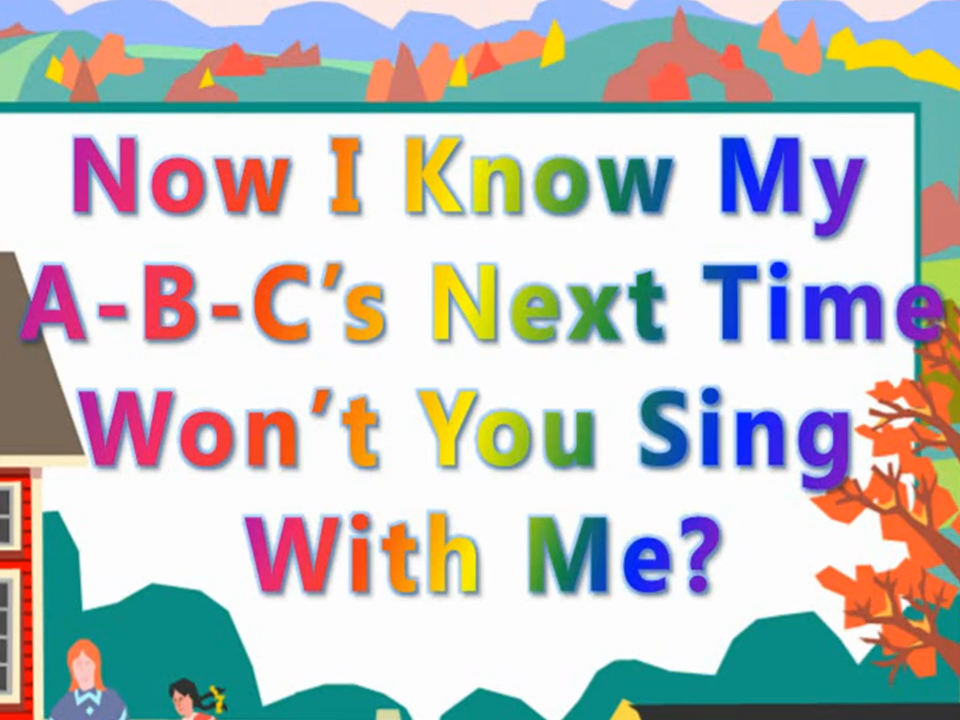 Now I Know My
A-B-C’s Next Time
Won’t You Sing
With Me?